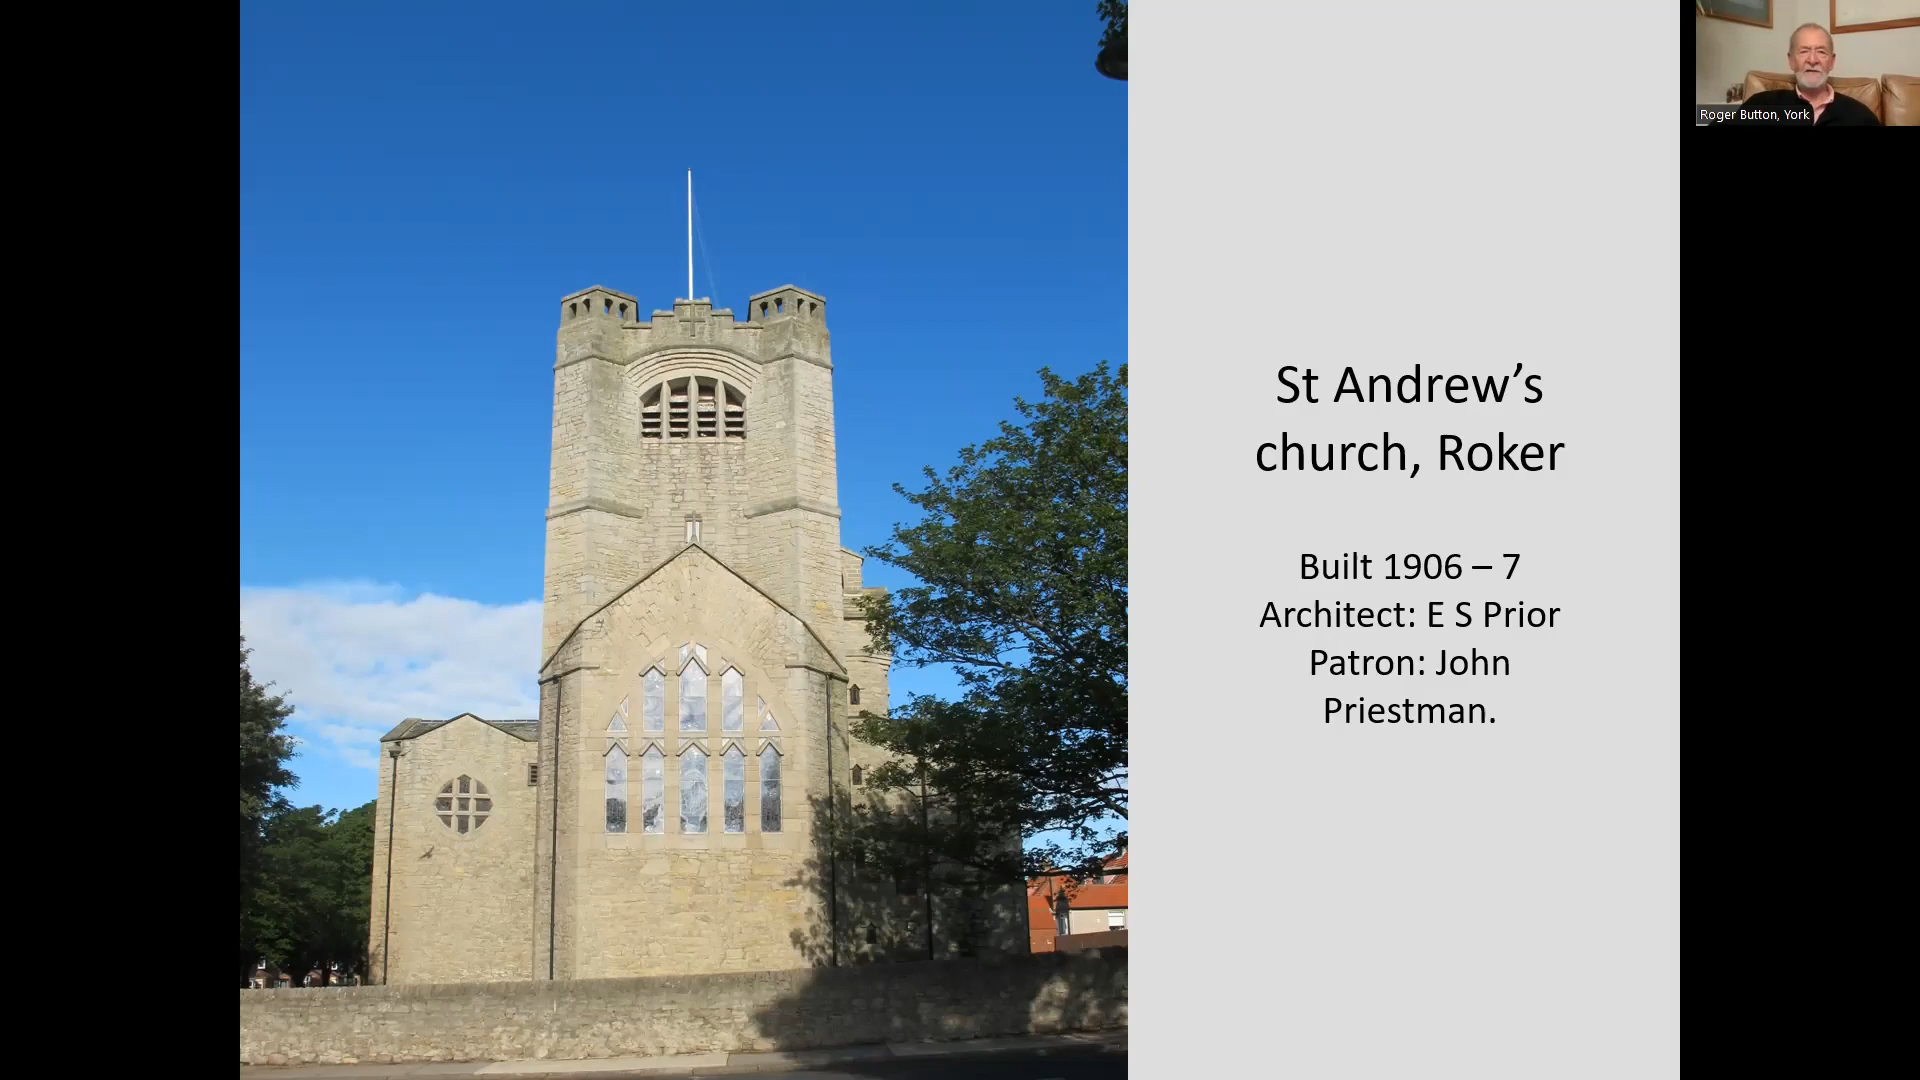 St Andrew’s
church, Roker
Built 1906 – 7
Architect: E S Prior
Patron: John
Priestman.
Roger Button, York